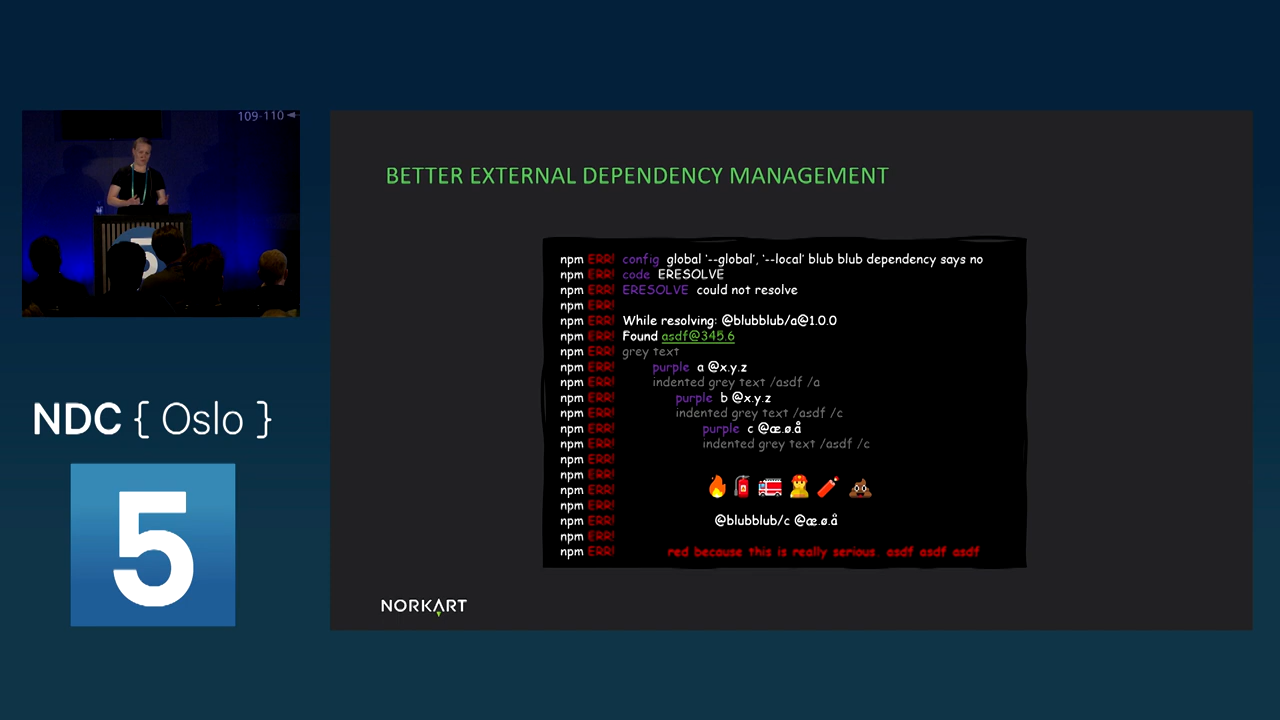 109-110
BETTER EXTERNAL DEPENDENCY MANAGEMENT
npm ERR! config global '--global', '--local' blub blub dependency says no
npm ERR! code ERESOLVE
npm ERR! ERESOLVE could not resolve
npm ERR!
npm ERR! While resolving: @blubblub/a@1.0.0
npm ERR! Found asdf@345.6
npm ERR! grey text
npm ERR! purple a @x.y.z
npm ERR! indented grey text /asdf /a
npm ERR! purple b @x.y.z
npm ERR! indented grey text /asdf /c
npm ERR! purple c @æ.ø.å
npm ERR! indented grey text /asdf /c
npm ERR!
npm ERR!
npm ERR!
npm ERR!
npm ERR! @blubblub/c @æ.ø.å
npm ERR!
npm ERR! red because this is really serious. asdf asdf asdf
NORKART
NDC { Oslo }
5
5